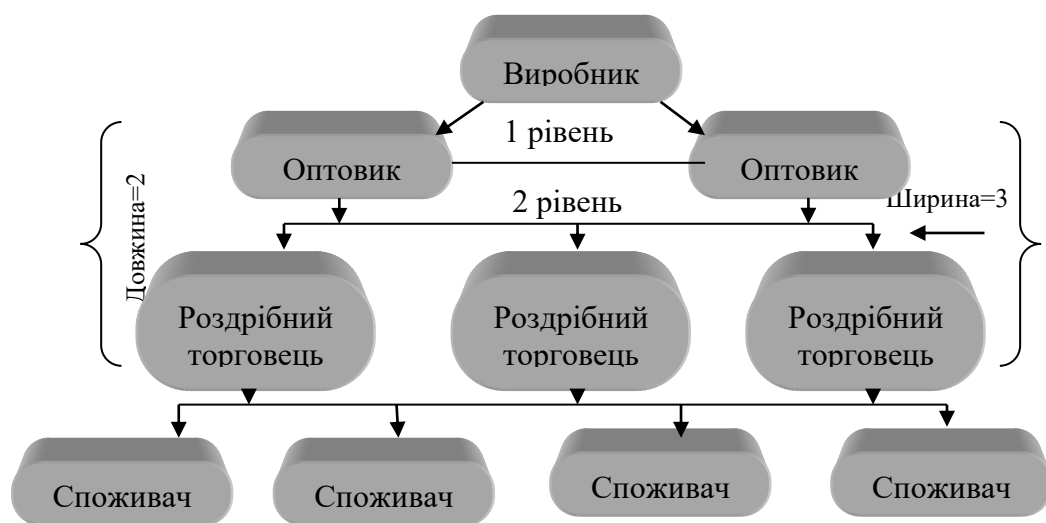 Виробник
1 рівень
Оптовик
Оптовик
Довжина=2
2 рівень
Ширина=3
Роздрібний
торговець
Роздрібний
торговець
Роздрібний
торговець
Споживач
Споживач
Споживач
Споживач